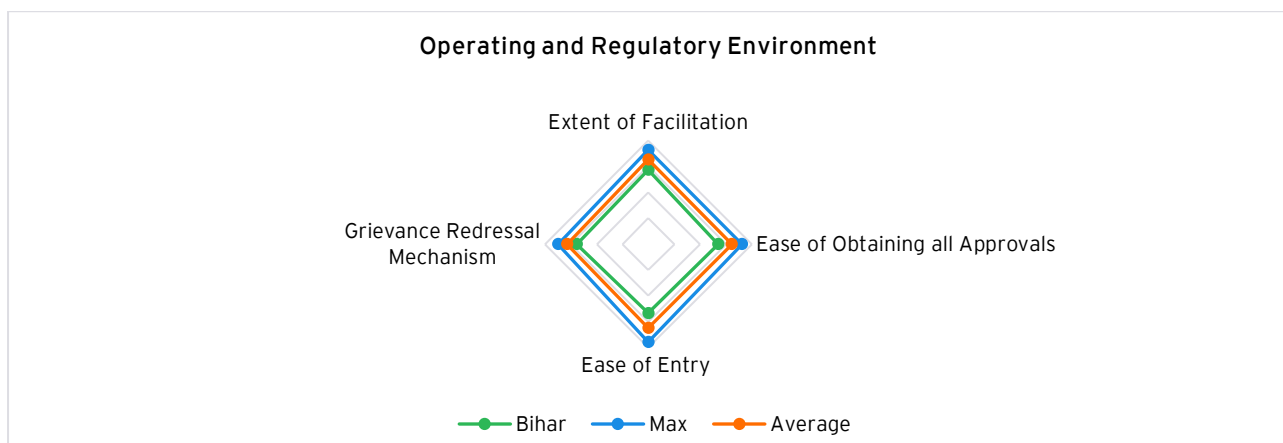 Operating and Regulatory Environment
Extent of Facilitation
Grievance Redressal
Mechanism
Ease of Obtaining all Approvals
Ease of Entry
Bihar
Max
Average